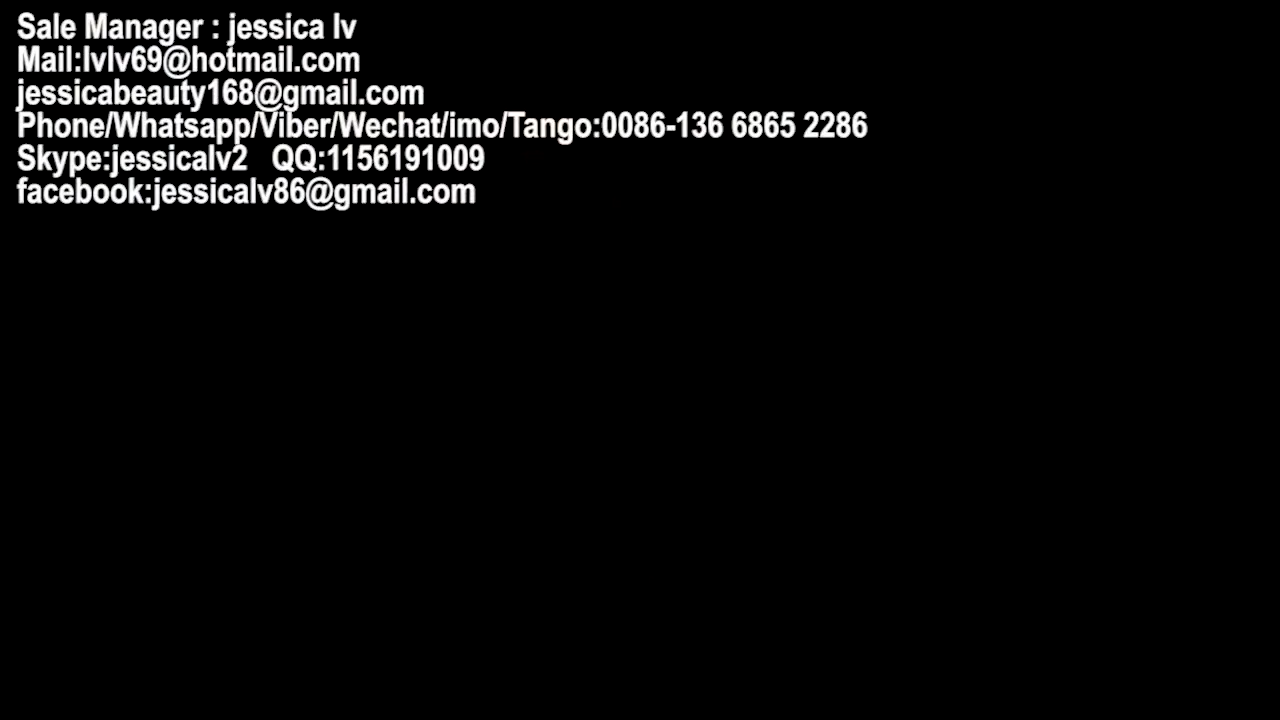 Sale Manager : jessica lv
Mail:lvlv69@hotmail.com
jessicabeauty168@gmail.com
Phone/Whatsapp/Viber/Wechat/imo/Tango:0086-136 6865 2286
Skype:jessicalv2   QQ:1156191009
facebook:jessicalv86@gmail.com